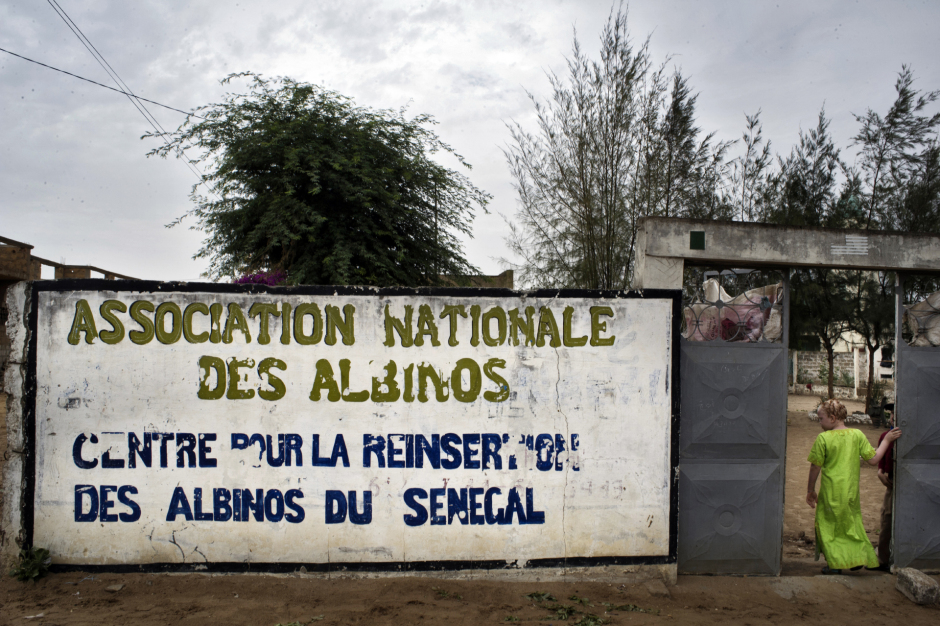 ASSOCIATION NATIONALE
DES ALBINOS
CENTRE POUR LA REINSERTION
DES ALBINOS DU SENEGAL